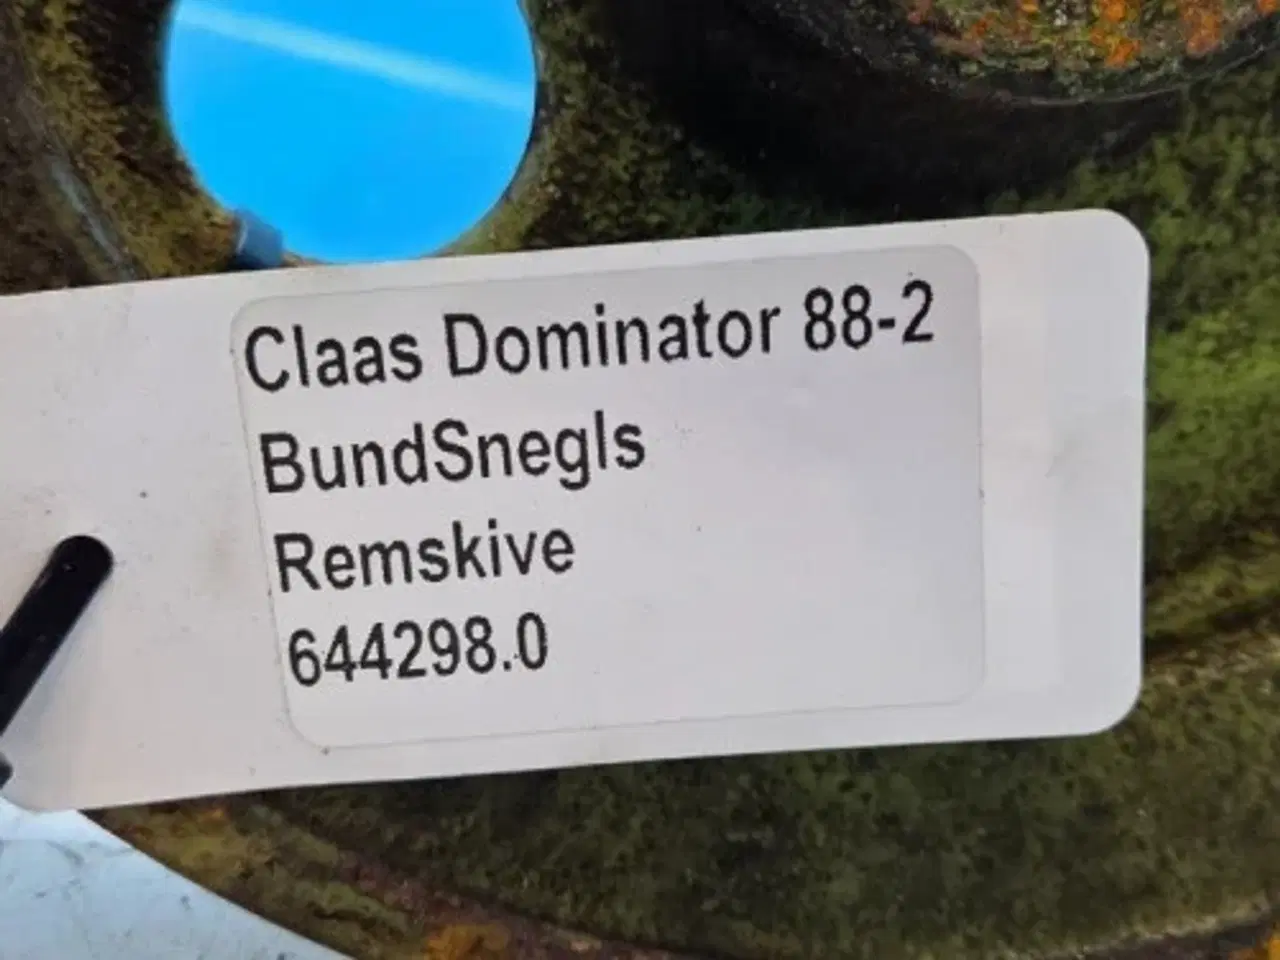 Claas Dominator 88-2
BundSnegls
Remskive
644298.0